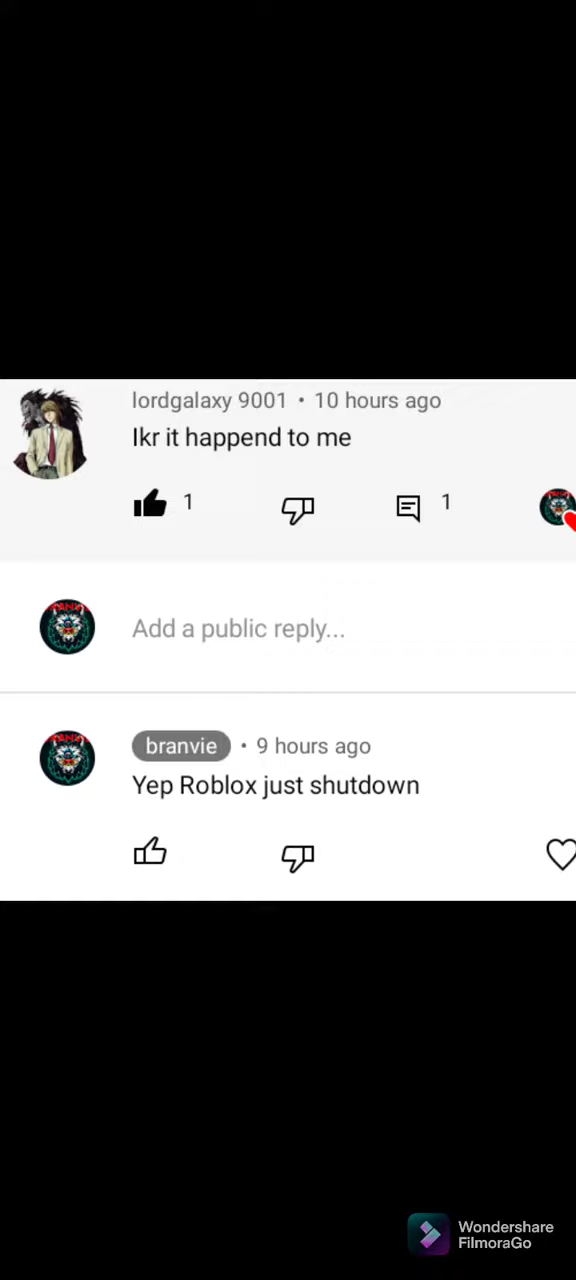 lordgalaxy 9001 • 10 hours ago
Ikr it happend to me
1
1
Add a public reply...
branvie • 9 hours ago
Yep Roblox just shutdown
Wondershare
FilmoraGo